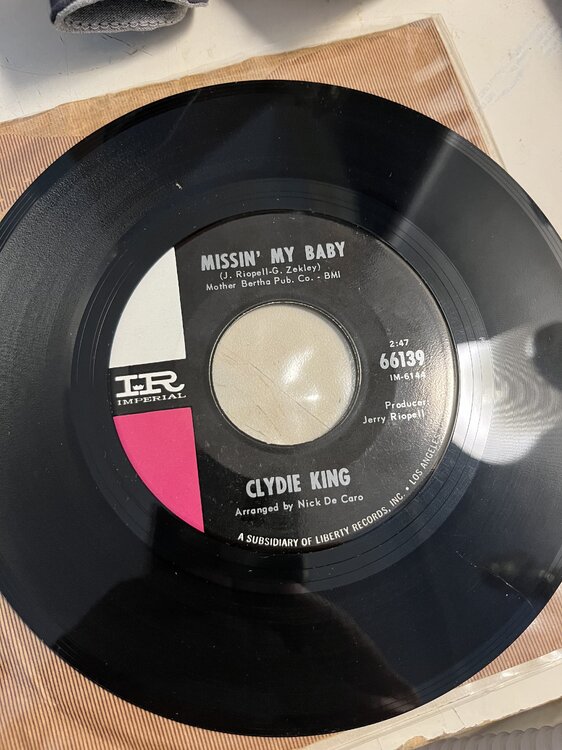 MISSIN' MY BABY
(J. Riopell-G. Zekley)
Mother Bertha Pub. Co. - BMI
2:47
66139
IM-6144
IR
IMPERIAL
Producer
Jerry Riopell
CLYDIE KING
Arranged by Nick De Caro
A SUBSIDIARY OF LIBERTY RECORDS, INC. • LOS ANGELES